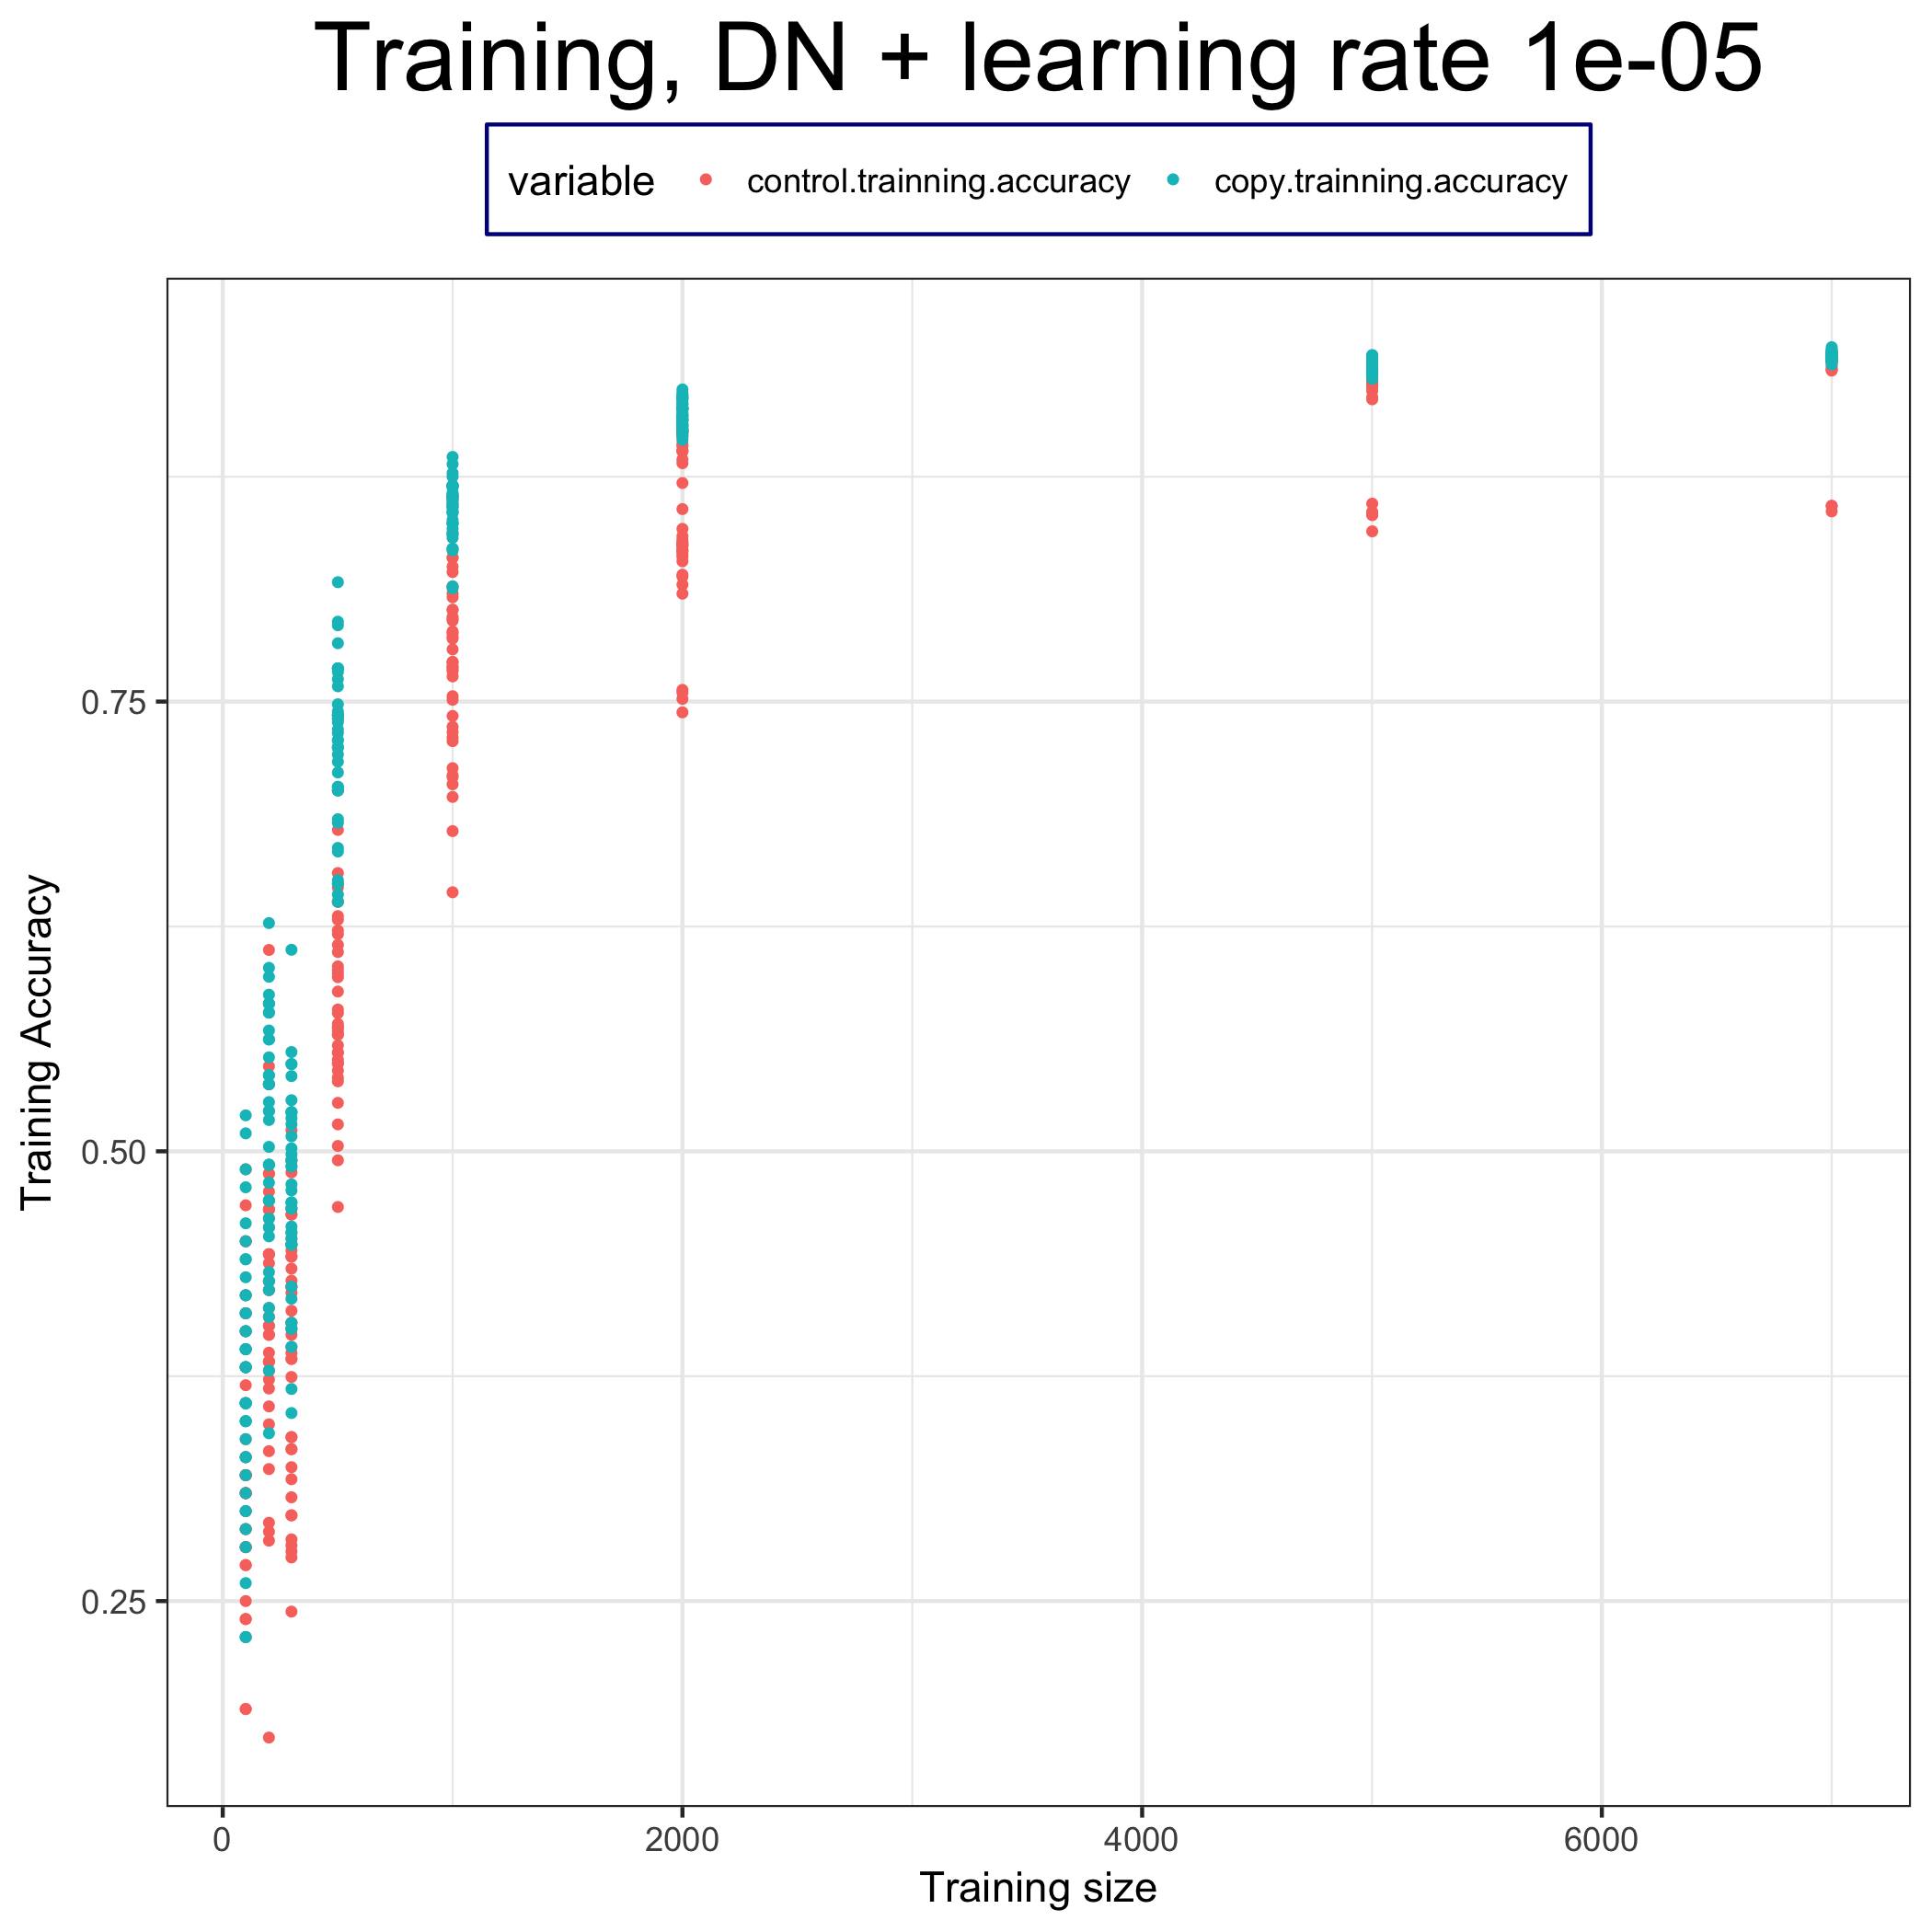 Training, DN + learning rate 1e-05
variable control.trainning.accuracy copy.trainning.accuracy
Training Accuracy
0.75
0.50
0.25
0 2000 4000 6000
Training size